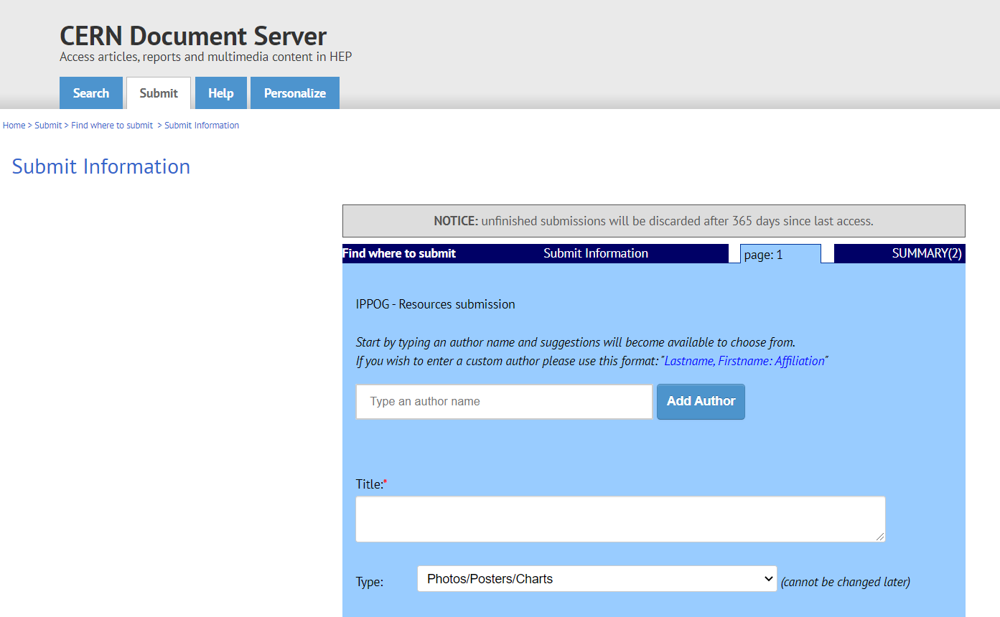 CERN Document Server
Access articles, reports and multimedia content in HEP
Search Submit Help Personalize
Home > Submit > Find where to submit > Submit Information
Submit Information
NOTICE: unfinished submissions will be discarded after 365 days since last access.
Find where to submit Submit Information page: 1 SUMMARY(2)
IPPOG - Resources submission
Start by typing an author name and suggestions will become available to choose from.
If you wish to enter a custom author please use this format: "Lastname, Firstname: Affiliation"
Type an author name Add Author
Title:*
Type: Photos/Posters/Charts (cannot be changed later)